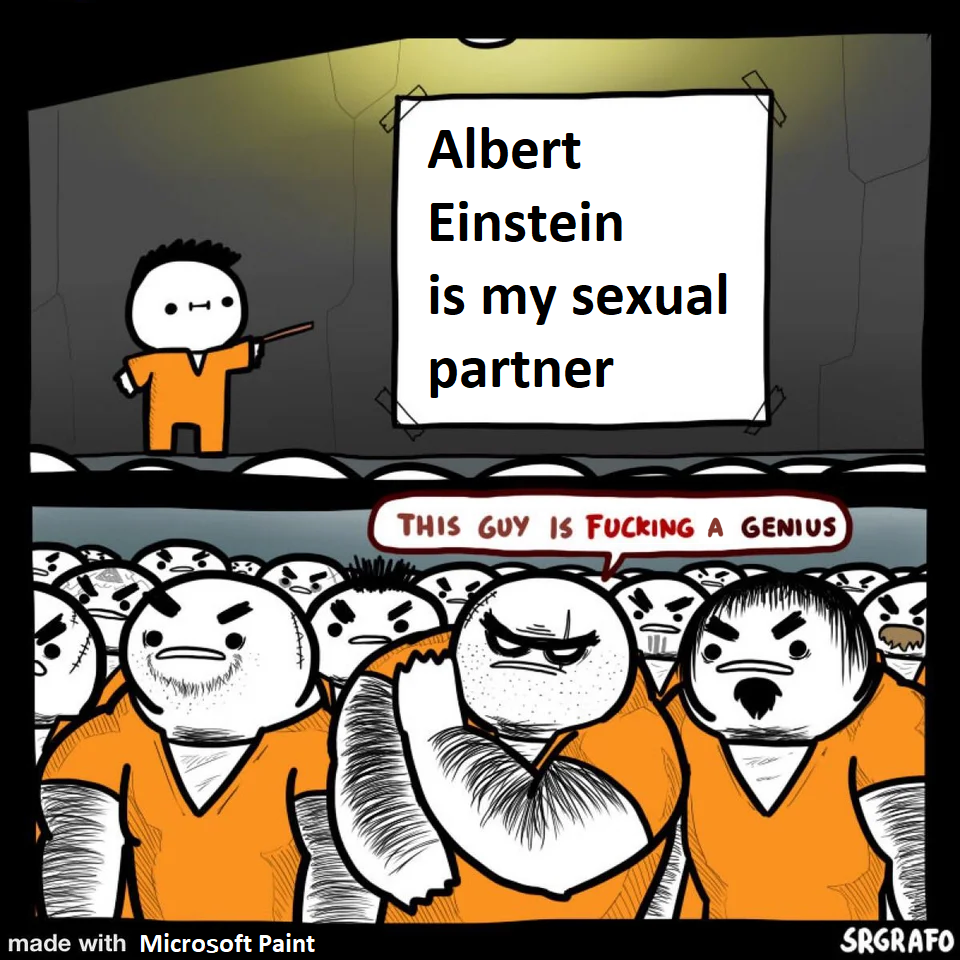 Albert
Einstein
is my sexual
partner
THIS GUY IS FUCKING A GENIUS
made with Microsoft Paint
SRGRAFO